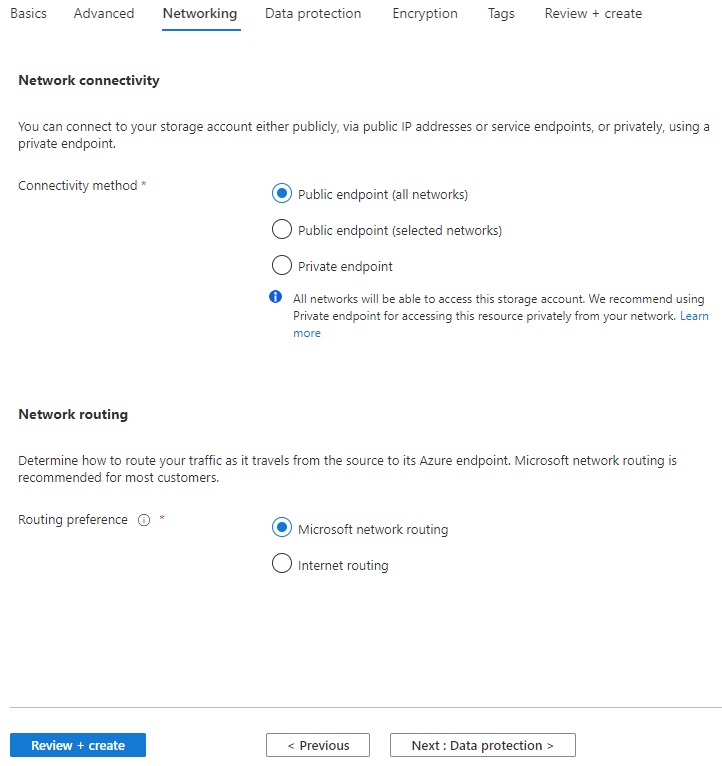 Basics Advanced Networking Data protection Encryption Tags Review + create
Network connectivity
You can connect to your storage account either publicly, via public IP addresses or service endpoints, or privately, using a
private endpoint.
Connectivity method *
Public endpoint (all networks)
Public endpoint (selected networks)
Private endpoint
All networks will be able to access this storage account. We recommend using
Private endpoint for accessing this resource privately from your network. Learn
more
Network routing
Determine how to route your traffic as it travels from the source to its Azure endpoint. Microsoft network routing is
recommended for most customers.
Routing preference *
Microsoft network routing
Internet routing
Review + create < Previous Next : Data protection >